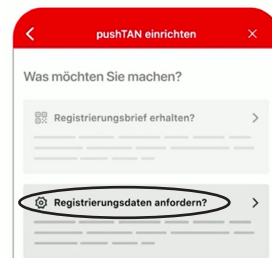 pushTAN einrichten
Was möchten Sie machen?
Registrierungsbrief erhalten?
Registrierungsdaten anfordern?